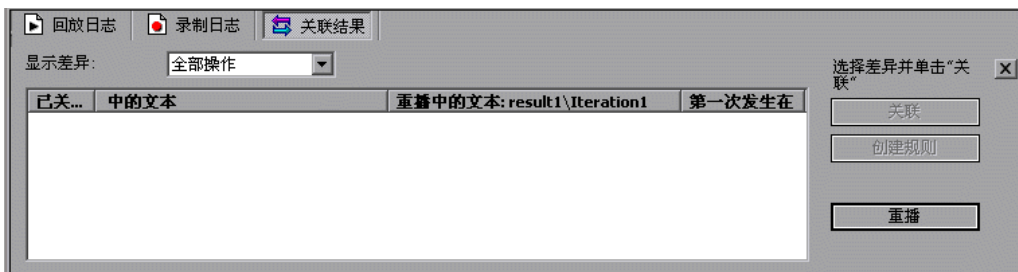 回放日志 录制日志 关联结果
显示差异: 全部操作
选择差异并单击“关
联“
已关... 中的文本 重播中的文本: result1\Iteration1 第一次发生在
关联
创建规则
重播